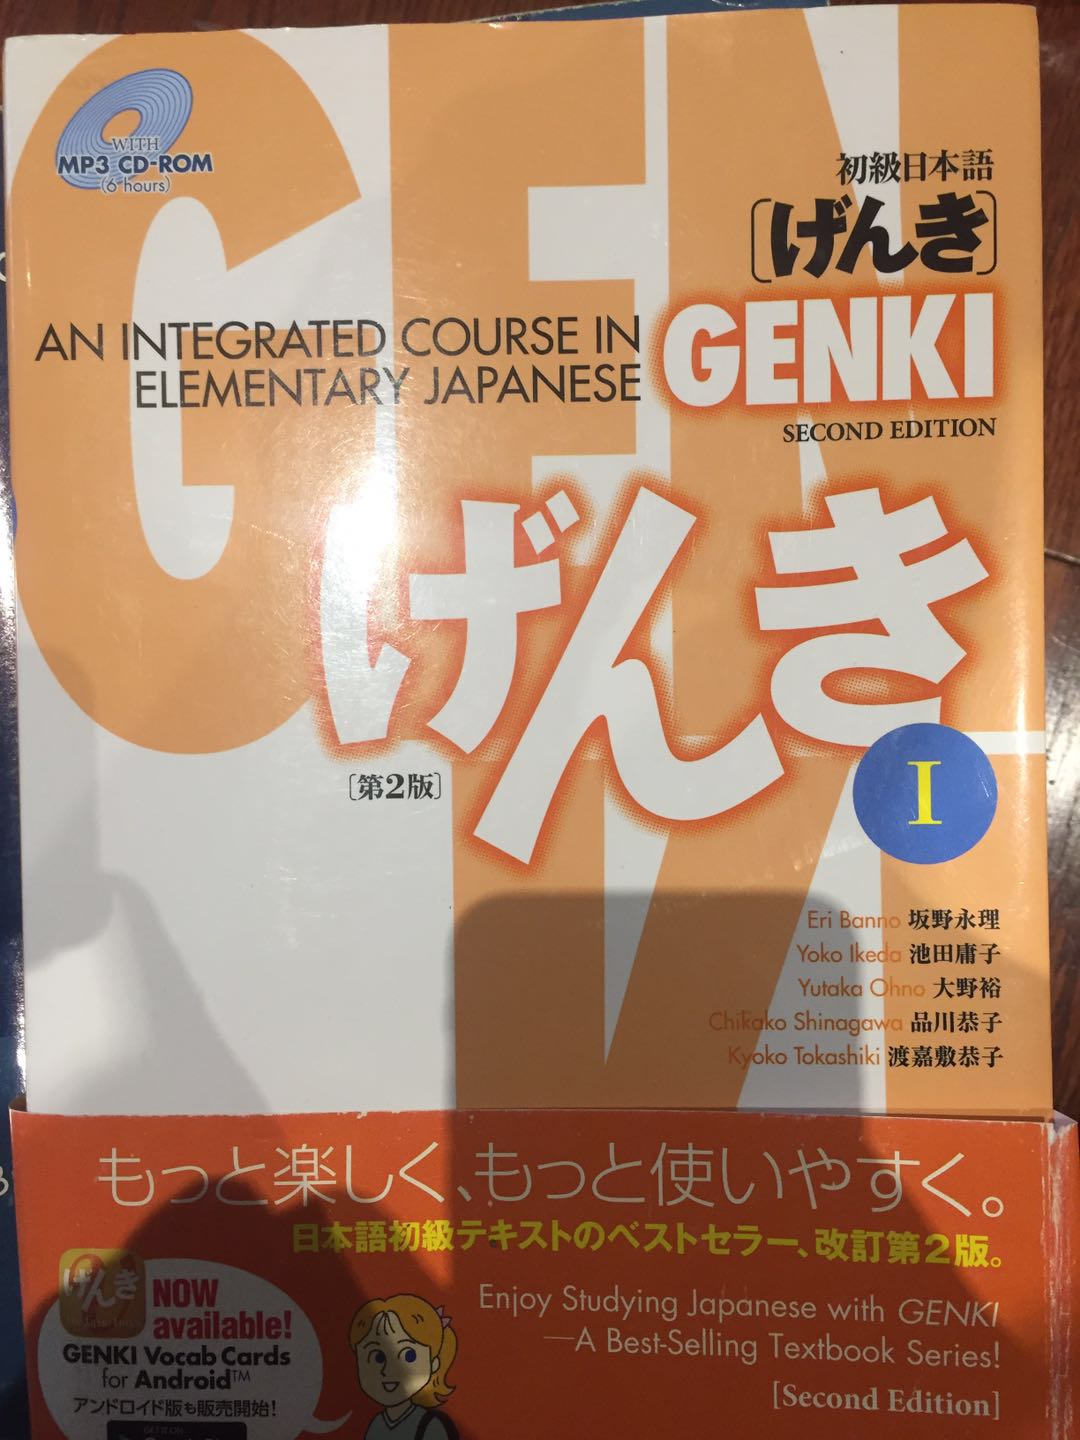 WITH
MP3 CD-ROM
(6 hours)
初級日本語
[げんき]
AN INTEGRATED COURSE IN
ELEMENTARY JAPANESE
GENKI
SECOND EDITION
げんき
[第2版]
I
Eri Banno 坂野永理
Yoko Ikeda 池田庸子
Yutaka Ohno 大野裕
Chikako Shinagawa 品川恭子
Kyoko Tokashiki 渡嘉敷恭子
もっと楽しく、もっと使いやすく。
日本語初級テキストのベストセラー、改訂第2版。
げんき
NOW
available!
GENKI Vocab Cards
for Android™
アンドロイド版も販売開始!
Enjoy Studying Japanese with GENKI
—A Best-Selling Textbook Series!
[Second Edition]